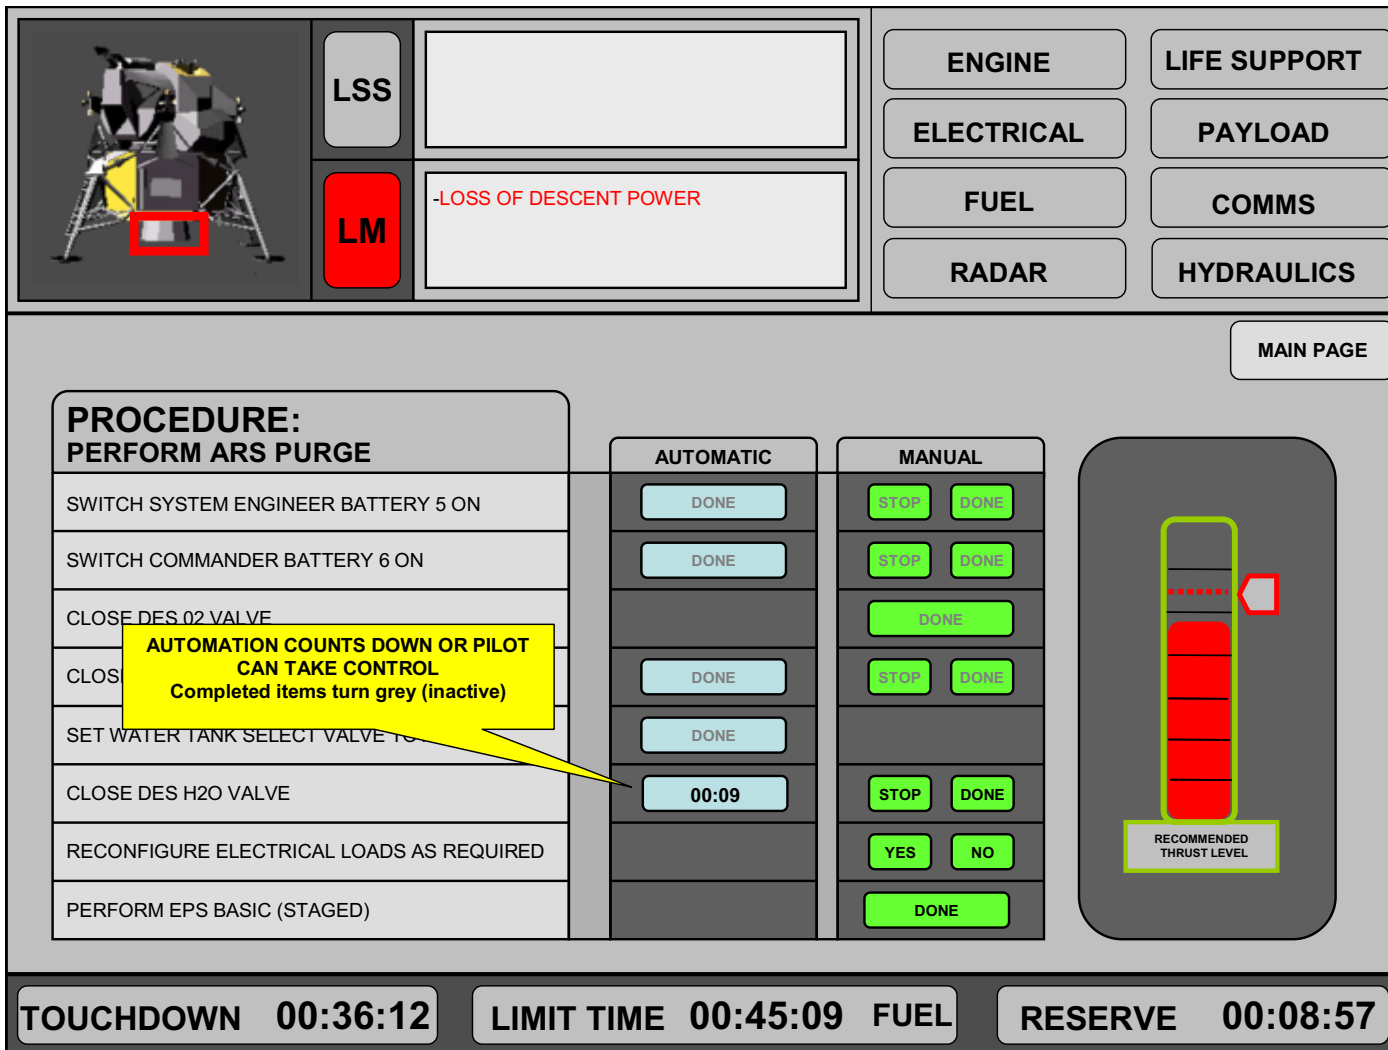 LSS
LM
-LOSS OF DESCENT POWER
ENGINE
LIFE SUPPORT
ELECTRICAL
PAYLOAD
FUEL
COMMS
RADAR
HYDRAULICS
MAIN PAGE
PROCEDURE:
PERFORM ARS PURGE
AUTOMATIC
MANUAL
SWITCH SYSTEM ENGINEER BATTERY 5 ON
DONE
STOP DONE
SWITCH COMMANDER BATTERY 6 ON
DONE
STOP DONE
CLOSE DES 02 VALVE
DONE
AUTOMATION COUNTS DOWN OR PILOT
CAN TAKE CONTROL
Completed items turn grey (inactive)
DONE
STOP DONE
SET WATER TANK SELECT VALVE
DONE
CLOSE DES H2O VALVE
00:09
STOP DONE
RECONFIGURE ELECTRICAL LOADS AS REQUIRED
YES NO
PERFORM EPS BASIC (STAGED)
DONE
RECOMMENDED
THRUST LEVEL
TOUCHDOWN 00:36:12
LIMIT TIME 00:45:09 FUEL
RESERVE 00:08:57